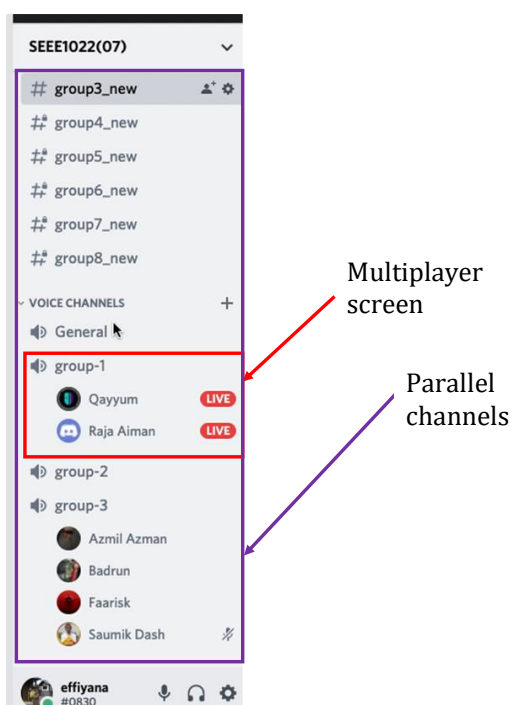 SEEE1022(07)
group3_new
group4_new
group5_new
group6_new
group7_new
group8_new
VOICE CHANNELS
General
group-1
Qayyum LIVE
Raja Aiman LIVE
group-2
group-3
Azmil Azman
Badrun
Faarisk
Saumik Dash
effiyana
#0830
Multiplayer
screen
Parallel
channels